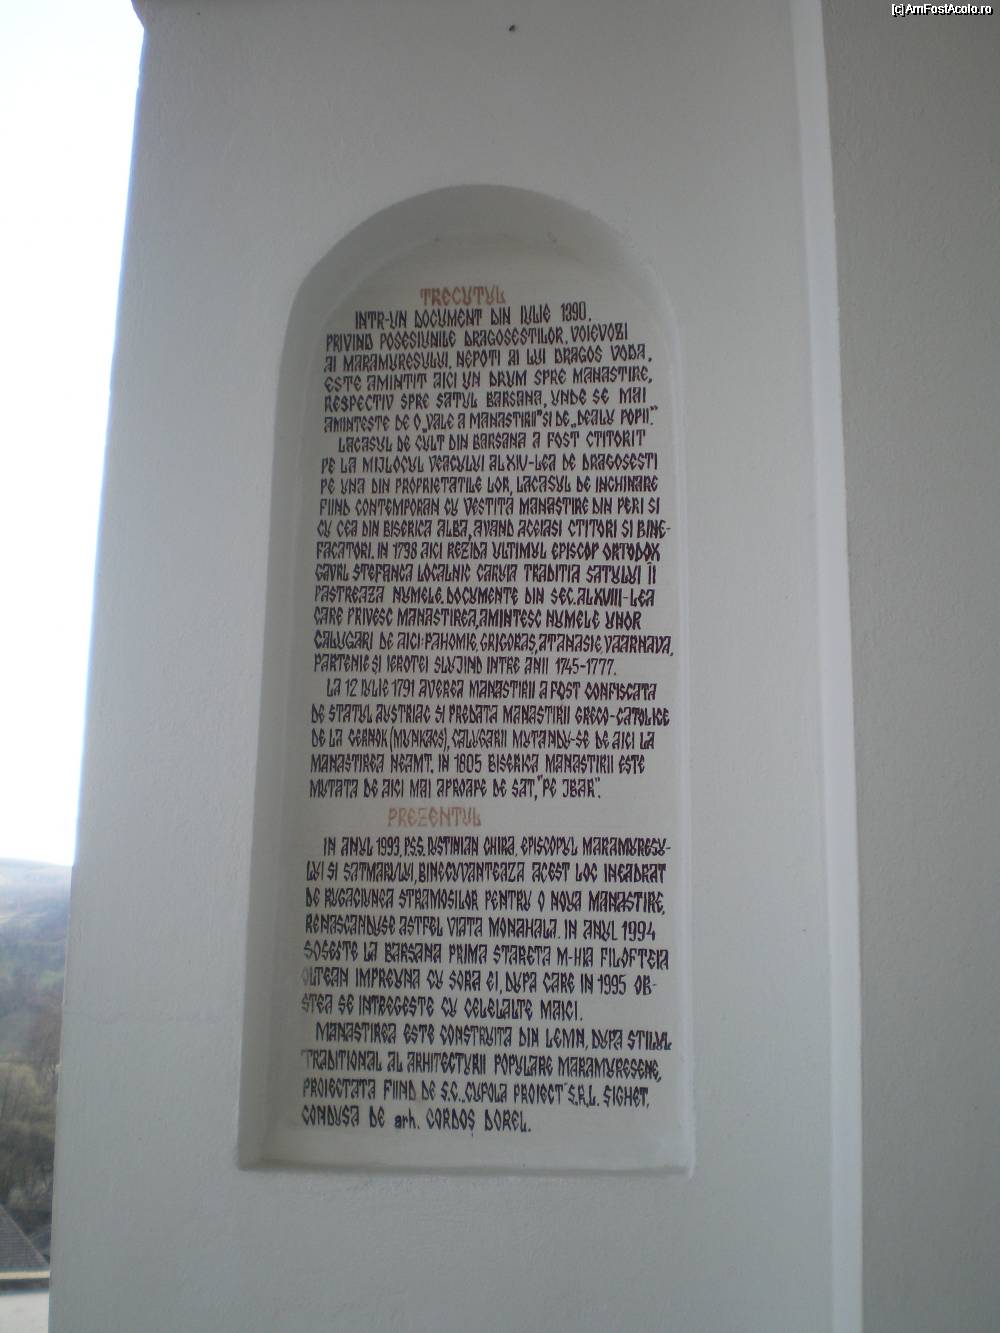 [c]AmFostAcolo.ro
TRECUTUL
INTR-UN DOCUMENT DIN IULIE 1390.
PRIVIND POSESIUNILE DRAGOSESTILOR, VOIEVOZI
AI MARAMURESULUI, NEPOTI AI LUI DRAGOS VODA,
ESTE AMINTIT AICI UN DRUM SPRE MANASTIRE,
RESPECTIV SPRE SATUL BARSANA, UNDE SE MAI
AMINTESTE DE O „VALE A MANASTIRII" SI DE „DEALU POPII".
LACASUL DE CULT DIN BARSANA A FOST CTITORIT
PE LA MIJLOCUL VEACULUI AL XIV-LEA DE DRAGOSESTI
PE UNA DIN PROPRIETATILE LOR, LACASUL DE INCHINARE
FIIND CONTEMPORAN CU VESTITA MANASTIRE DIN PERI SI
CU CEA DIN BISERICA ALBA, AVAND ACEIASI CTITORI SI BINE-
FACATORI. IN 1798 AICI REZIDA ULTIMUL EPISCOP ORTODOX
GAVRL STEFANCA LOCALNIC CARUIA TRADITIA SATULUI ÎI
PASTREAZA NUMELE. DOCUMENTE DIN SEC. AL XVIII-LEA
CARE PRIVESC MANASTIREA, AMINTESC NUMELE UNOR
CALUGARI DE AICI: PAHOMIE, GRIGORAS, ATANASIE, VAARNAVA,
PARTENIE SI IEROTEI SLUJIND INTRE ANII 1745-1777.
LA 12 IULIE 1791 AVEREA MANASTIRII A FOST CONFISCATA
DE STATUL AUSTRIAC SI PREDATA MANASTIRII GRECO-CATOLICE
DE LA CERNOK (MUNKACS), CALUGARII MUTANDU-SE DE AICI LA
MANASTIREA NEAMT. IN 1805 BISERICA MANASTIRII ESTE
MUTATA DE AICI MAI APROAPE DE SAT, "PE JBAR".
PREZENTUL
IN ANUL 1993, P.S.S. IUSTINIAN CHIRA, EPISCOPUL MARAMURESU-
LUI SI SATMARULUI, BINECUVANTEAZA ACEST LOC INCADRAT
DE RUGACIUNEA STRAMOSILOR PENTRU O NOUA MANASTIRE,
RENASCANDUSE ASTFEL VIATA MONAHALA. IN ANUL 1994
SOSESTE LA BARSANA PRIMA STARETA M-HIA FILOFTEIA
OLTEAN IMPREUNA CU SORA EI, DUPA CARE IN 1995 OB-
STEA SE INTREGESTE CU CELELALTE MAICI.
MANASTIREA ESTE CONSTRUITA DIN LEMN, DUPA STILUL
TRADITIONAL AL ARHITECTURII POPULARE MARAMURESENE,
PROIECTATA FIIND DE S.C. „CUPOLA PROIECT" S.R.L. SIGHET,
CONDUSA DE arh. CORDOȘ DOREL.